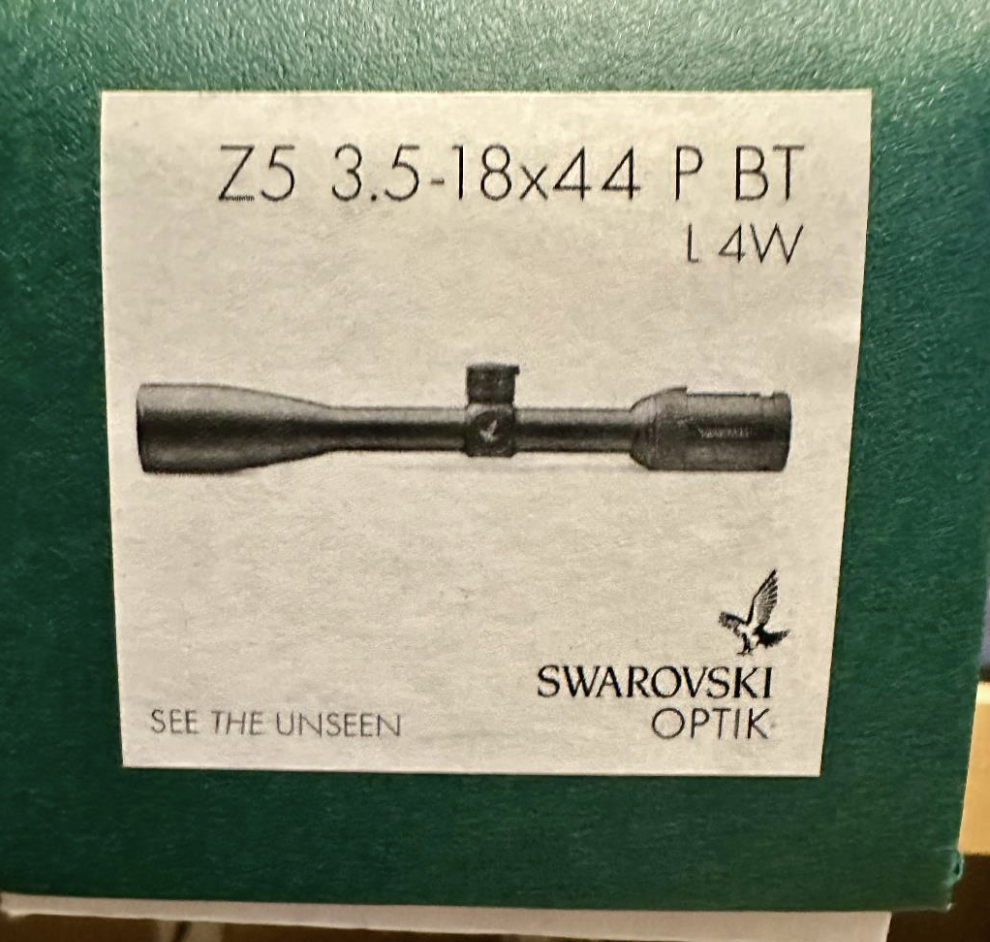 Z5 3.5-18x44 P BT
L 4W
SWAROVSKI
OPTIK
SEE THE UNSEEN